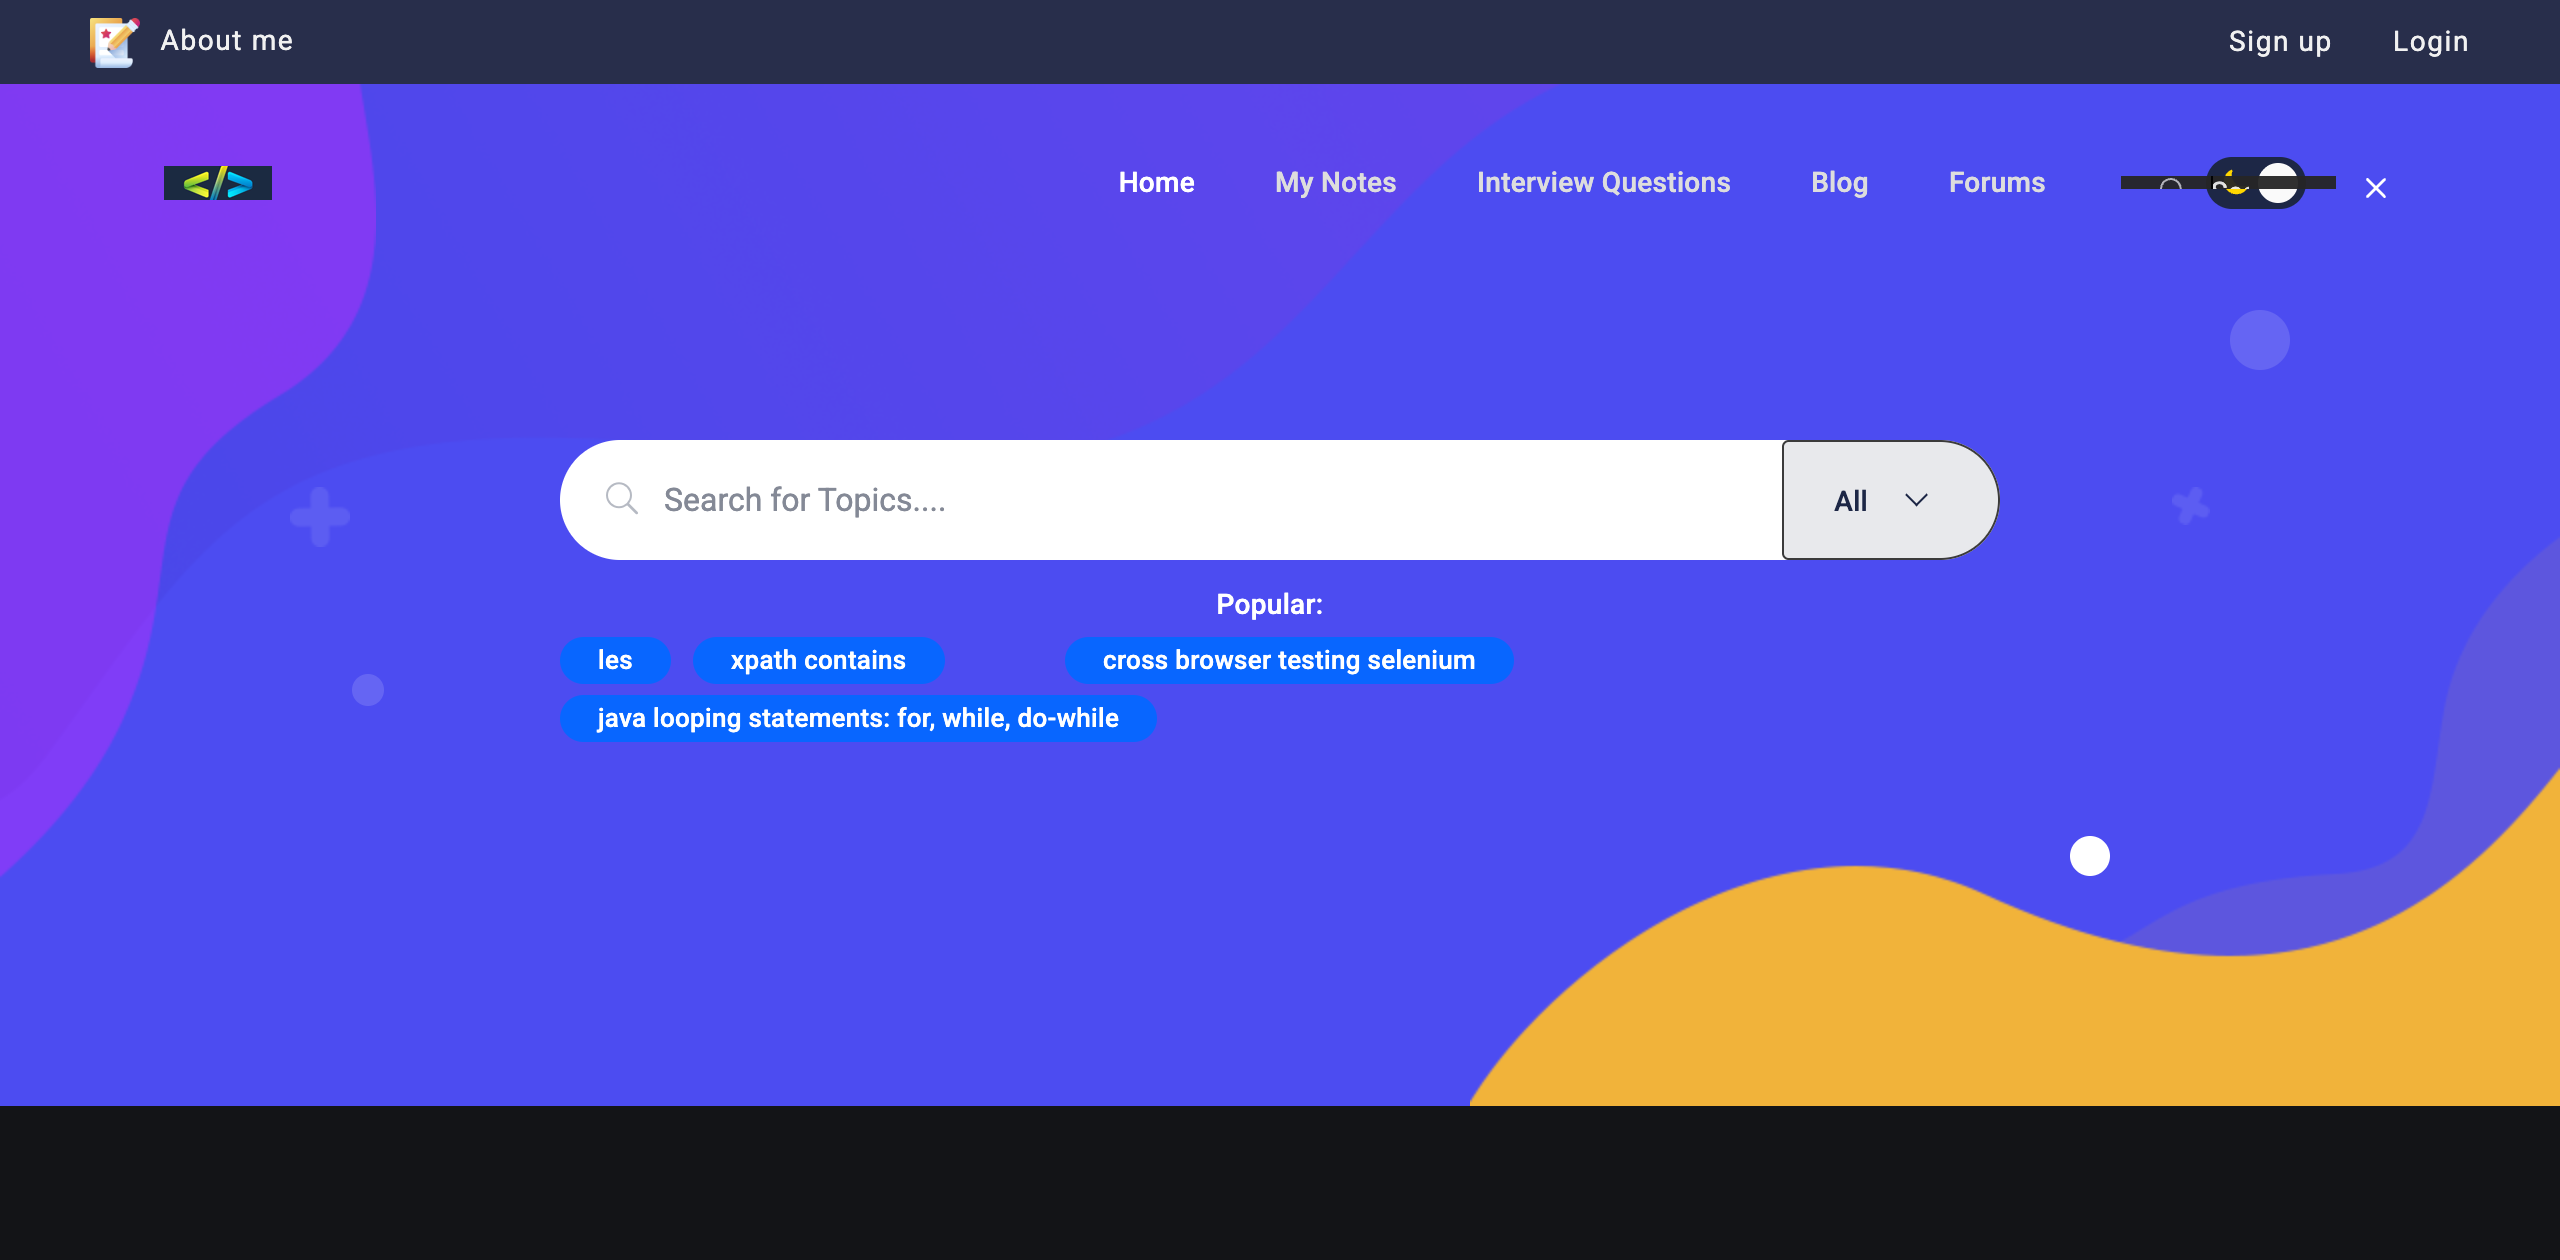 About me
Sign up
Login
</>
Home
My Notes
Interview Questions
Blog
Forums
Search for Topics....
All
Popular:
les
xpath contains
cross browser testing selenium
java looping statements: for, while, do-while